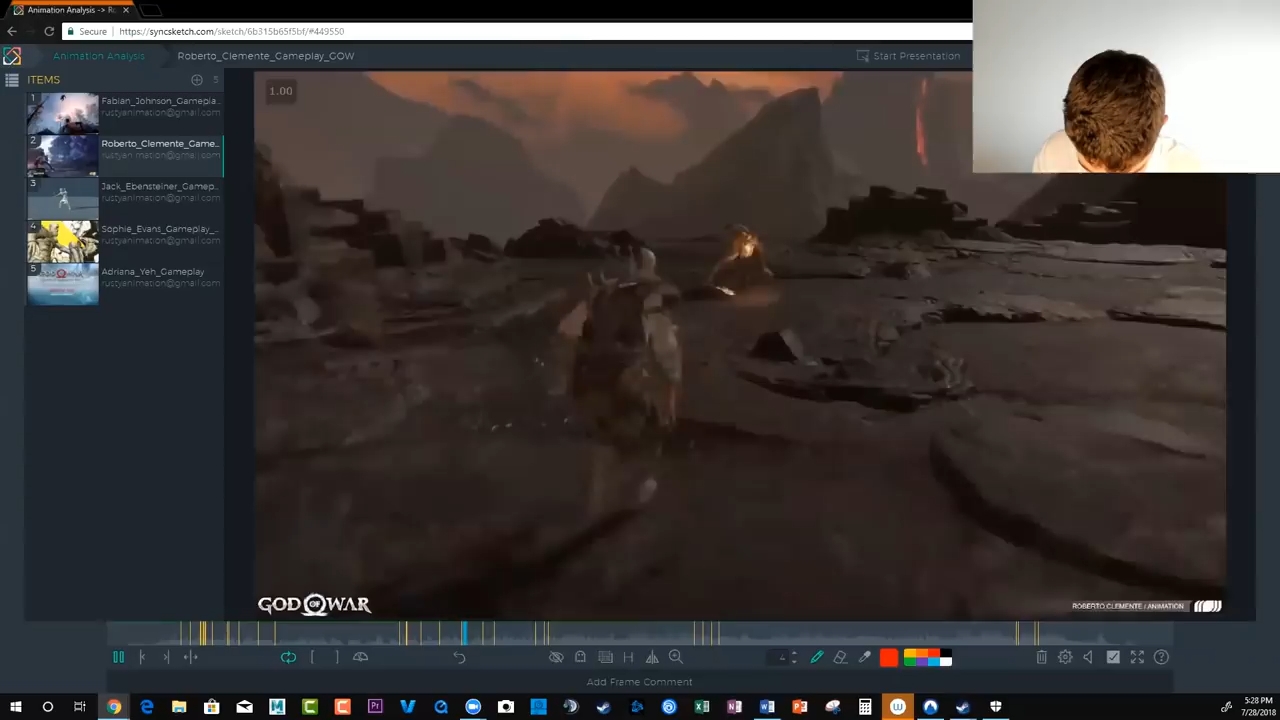 Animation Analysis -> R
Secure
https://syncsketch.com/sketch/6b315b65f5bf/#449550
Animation Analysis
Roberto_Clemente_Gameplay_GOW
Start Presentation
ITEMS
5
1.00
1
Fabian_Johnson_Gamepla...
rustyanimation@gmail.com
2
Roberto_Clemente_Game...
rustyanimation@gmail.com
3
Jack_Ebensteiner_Gamep...
rustyanimation@gmail.com
4
Sophie_Evans_Gameplay_...
rustyanimation@gmail.com
5
Adriana_Yeh_Gameplay
rustyanimation@gmail.com
GOD OF WAR
ROBERTO CLEMENTE / ANIMATION
Add Frame Comment
5:28 PM
7/28/2018